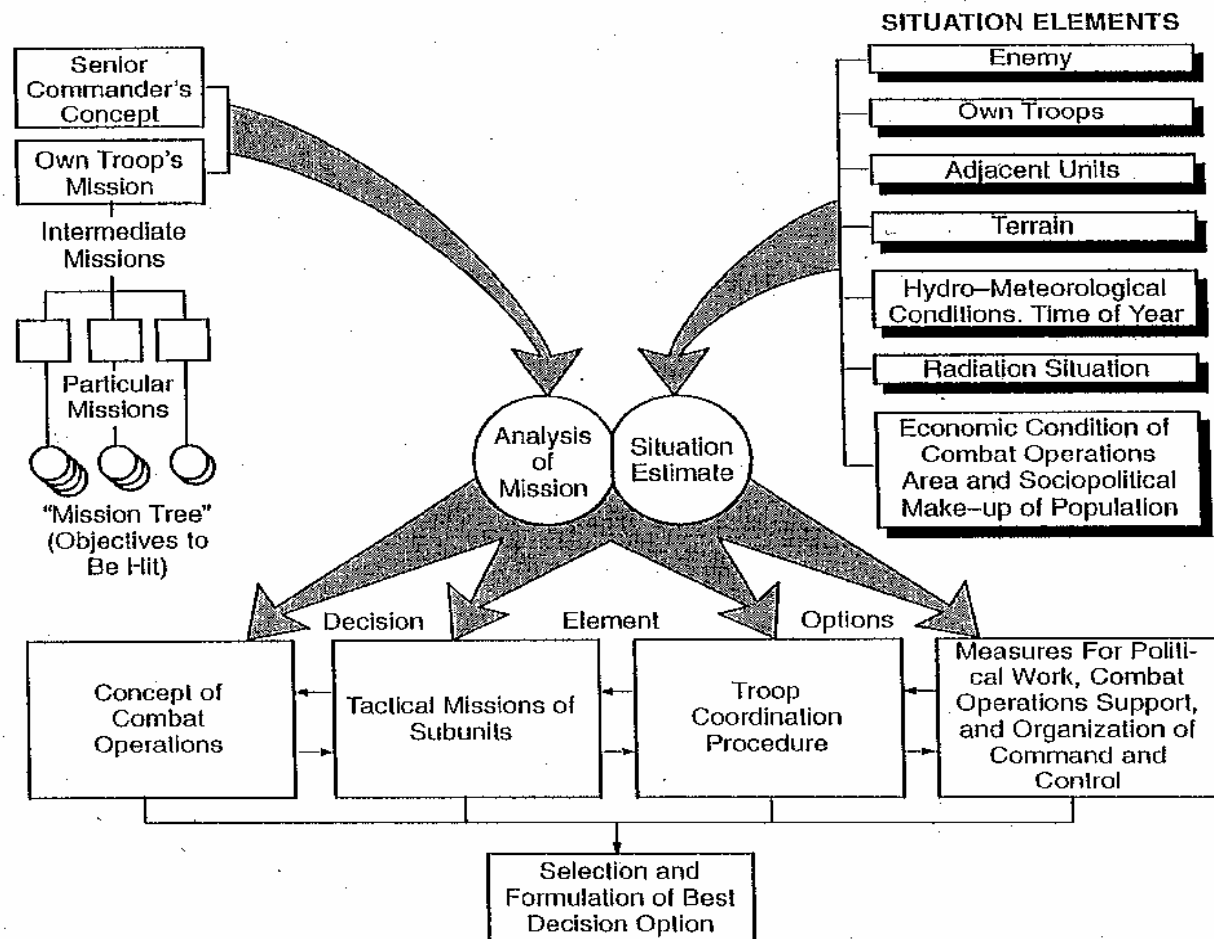 SITUATION ELEMENTS
Senior
Commander's
Concept
Own Troop's
Mission
Intermediate
Missions
Particular
Missions
“Mission Tree”
(Objectives to
Be Hit)
Enemy
Own Troops
Adjacent Units
Terrain
Hydro–Meteorological
Conditions. Time of Year
Radiation Situation
Economic Condition of
Combat Operations
Area and Sociopolitical
Make–up of Population
Analysis
of
Mission
Situation
Estimate
Decision Element Options
Concept of
Combat
Operations
Tactical Missions of
Subunits
Troop
Coordination
Procedure
Measures For Politi-
cal Work, Combat
Operations Support,
and Organization of
Command and
Control
Selection and
Formulation of Best
Decision Option